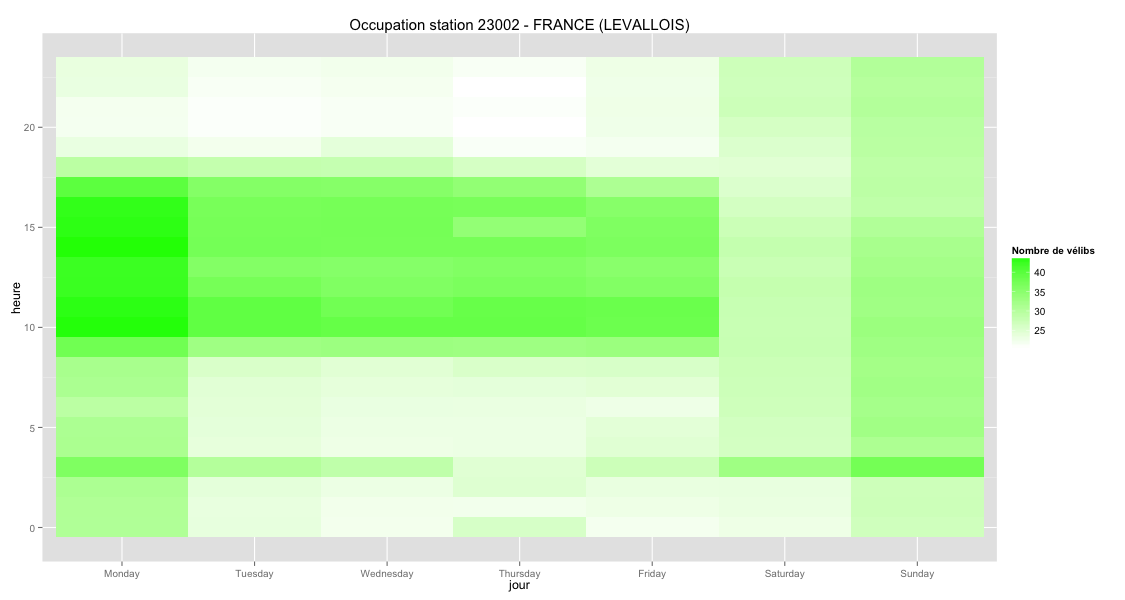 Occupation station 23002 - FRANCE (LEVALLOIS)
heure
20
15
10
5
0
Monday Tuesday Wednesday Thursday Friday Saturday Sunday
jour
Nombre de vélibs
40
35
30
25